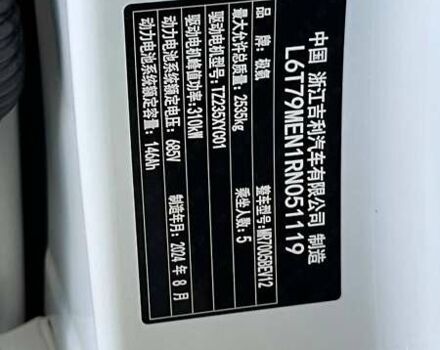 中国 浙江吉利汽车有限公司 制造
L6T79MEN1RN051119
品 牌：极氪 整车型号：MR7005BEV12
最大允许总质量：2535kg 乘坐人数：5
驱动电机型号：TZ235XYC01
驱动电机峰值功率：310kW
动力电池系统额定电压：685V 制造年月：2024 年 8 月
动力电池系统额定容量：146Ah